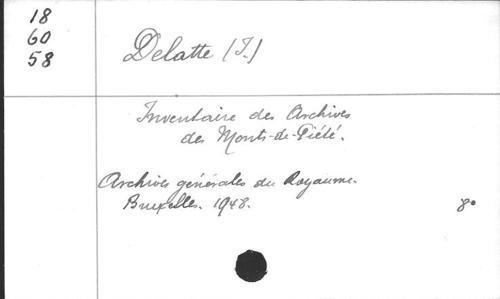 18
60
58
Delatte (I.)
Inventaire des Archives
des Monts-de-Piété.
Archives générales du Royaume.
Bruxelles. 1948. 8°